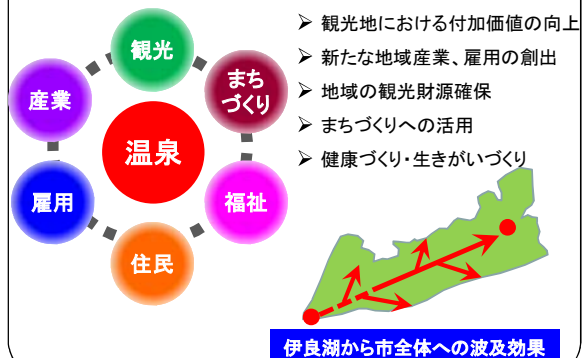 観光
まち
づくり
産業
温泉
雇用
福祉
住民
➢ 観光地における付加価値の向上
➢ 新たな地域産業、雇用の創出
➢ 地域の観光財源確保
➢ まちづくりへの活用
➢ 健康づくり・生きがいづくり
伊良湖から市全体への波及効果